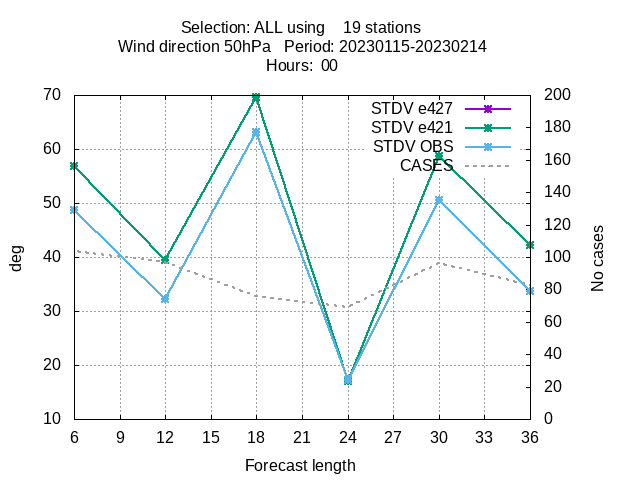 Selection: ALL using    19 stations
Wind direction 50hPa   Period: 20230115-20230214
Hours:  00
STDV e427
STDV e421
STDV OBS
CASES
70
60
50
40
30
20
10
deg
200
180
160
140
120
100
80
60
40
20
0
No cases
6 9 12 15 18 21 24 27 30 33 36
Forecast length